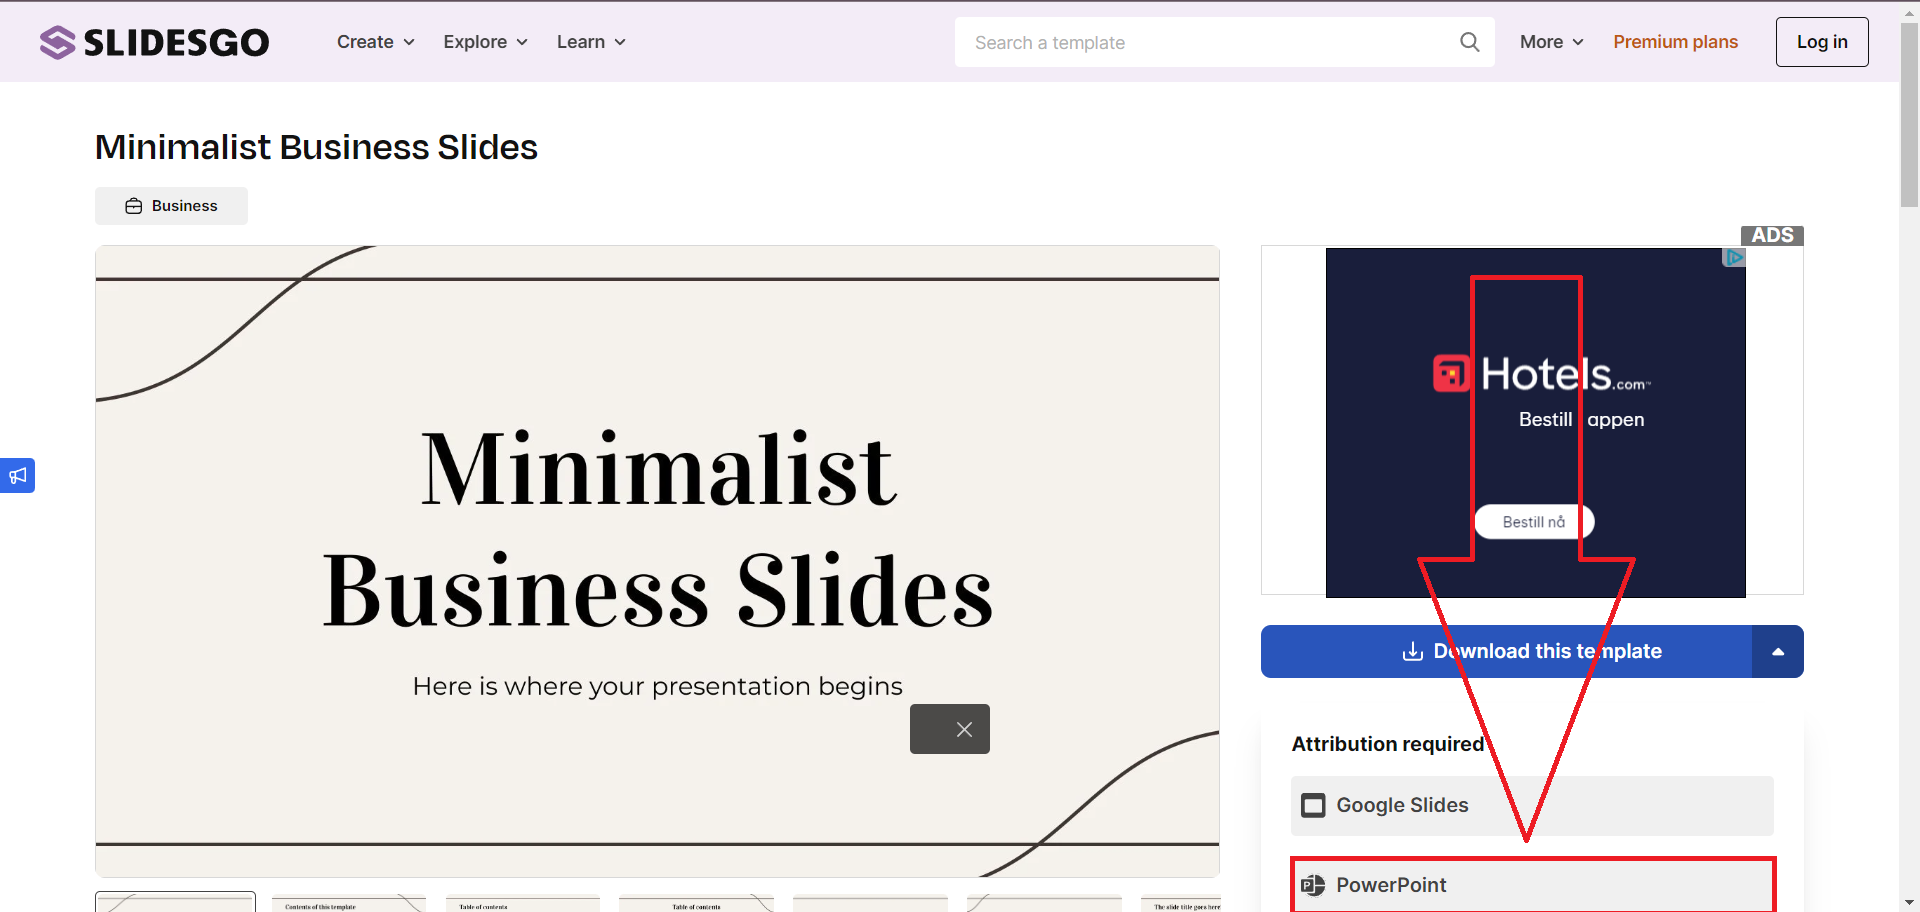 SLIDESGO
Create
Explore
Learn
Search a template
More
Premium plans
Log in
Minimalist Business Slides
Business
ADS
Minimalist
Business Slides
Here is where your presentation begins
Hotels.com™
Bestill appen
Bestill nå
Download this template
Attribution required
Google Slides
PowerPoint
Contents of this template
Table of contents
Table of contents
The slide title goes here